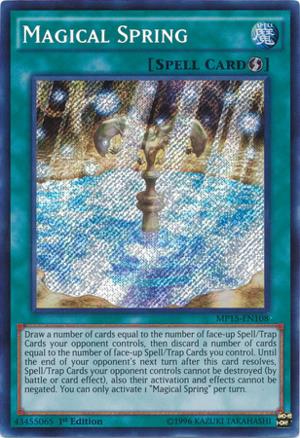 Magical Spring
[Spell Card]
MP15-EN108
Draw a number of cards equal to the number of face-up Spell/Trap
Cards your opponent controls, then discard a number of cards
equal to the number of face-up Spell/Trap Cards you control. Until
the end of your opponent's next turn after this card resolves,
Spell/Trap Cards your opponent controls cannot be destroyed (by
battle or card effect), also their activation and effects cannot be
negated. You can only activate 1 "Magical Spring" per turn.
43455065 1st Edition ©1996 KAZUKI TAKAHASHI